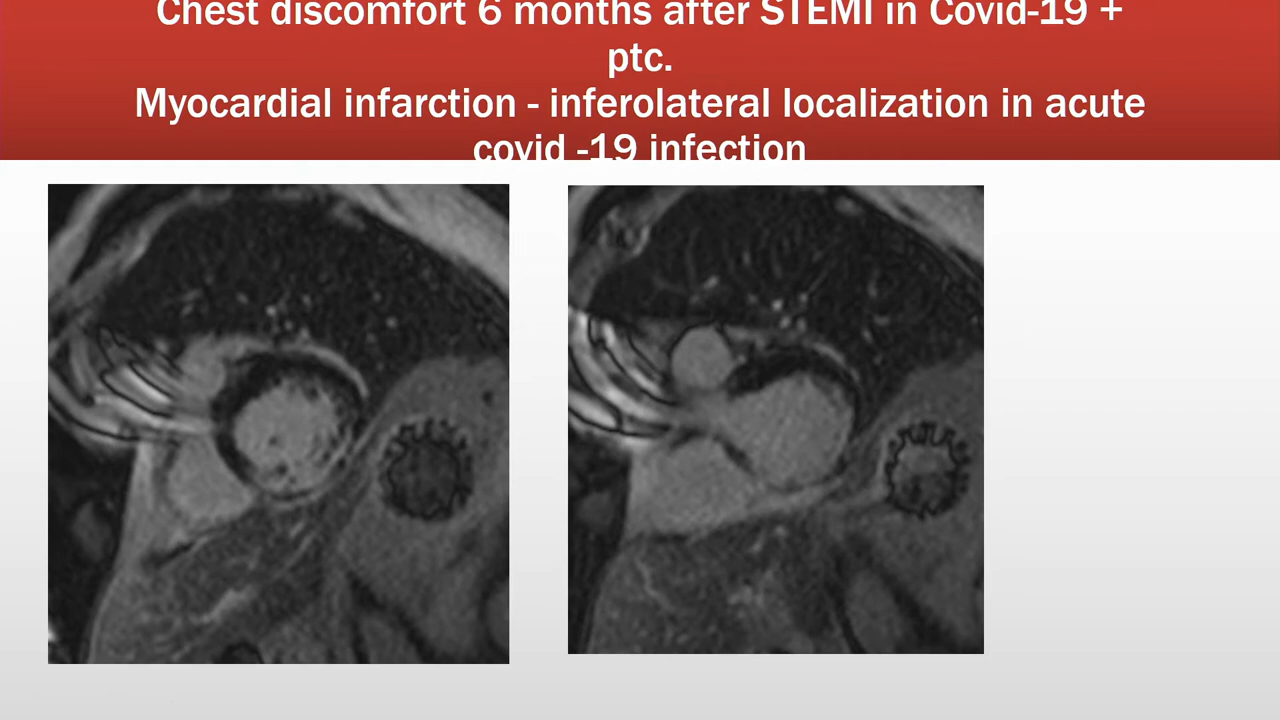 Chest discomfort 6 months after STEMI in Covid-19 +
ptc.
Myocardial infarction - inferolateral localization in acute
covid -19 infection